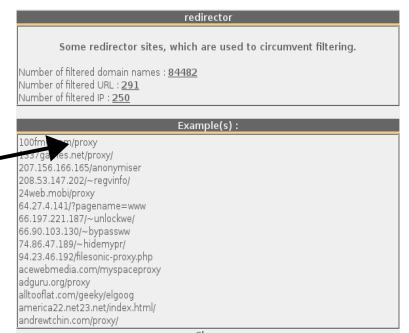 redirector
Some redirector sites, which are used to circumvent filtering.
Number of filtered domain names : 84482
Number of filtered URL : 291
Number of filtered IP : 250
Example(s) :
/proxy
1337games.net/proxy/
207.156.166.165/anonymiser
208.53.147.202/~regvinfo/
24web.mobi/proxy
64.27.4.141/?pagename=www
66.197.221.187/~unlockwe/
66.90.103.130/~bypassww
74.86.47.189/~hidemypr/
94.23.46.192/filesonic-proxy.php
acewebmedia.com/myspaceproxy
adguru.org/proxy
alltooflat.com/geeky/elgoog
america22.net23.net/index.html/
andrewtchin.com/proxy/